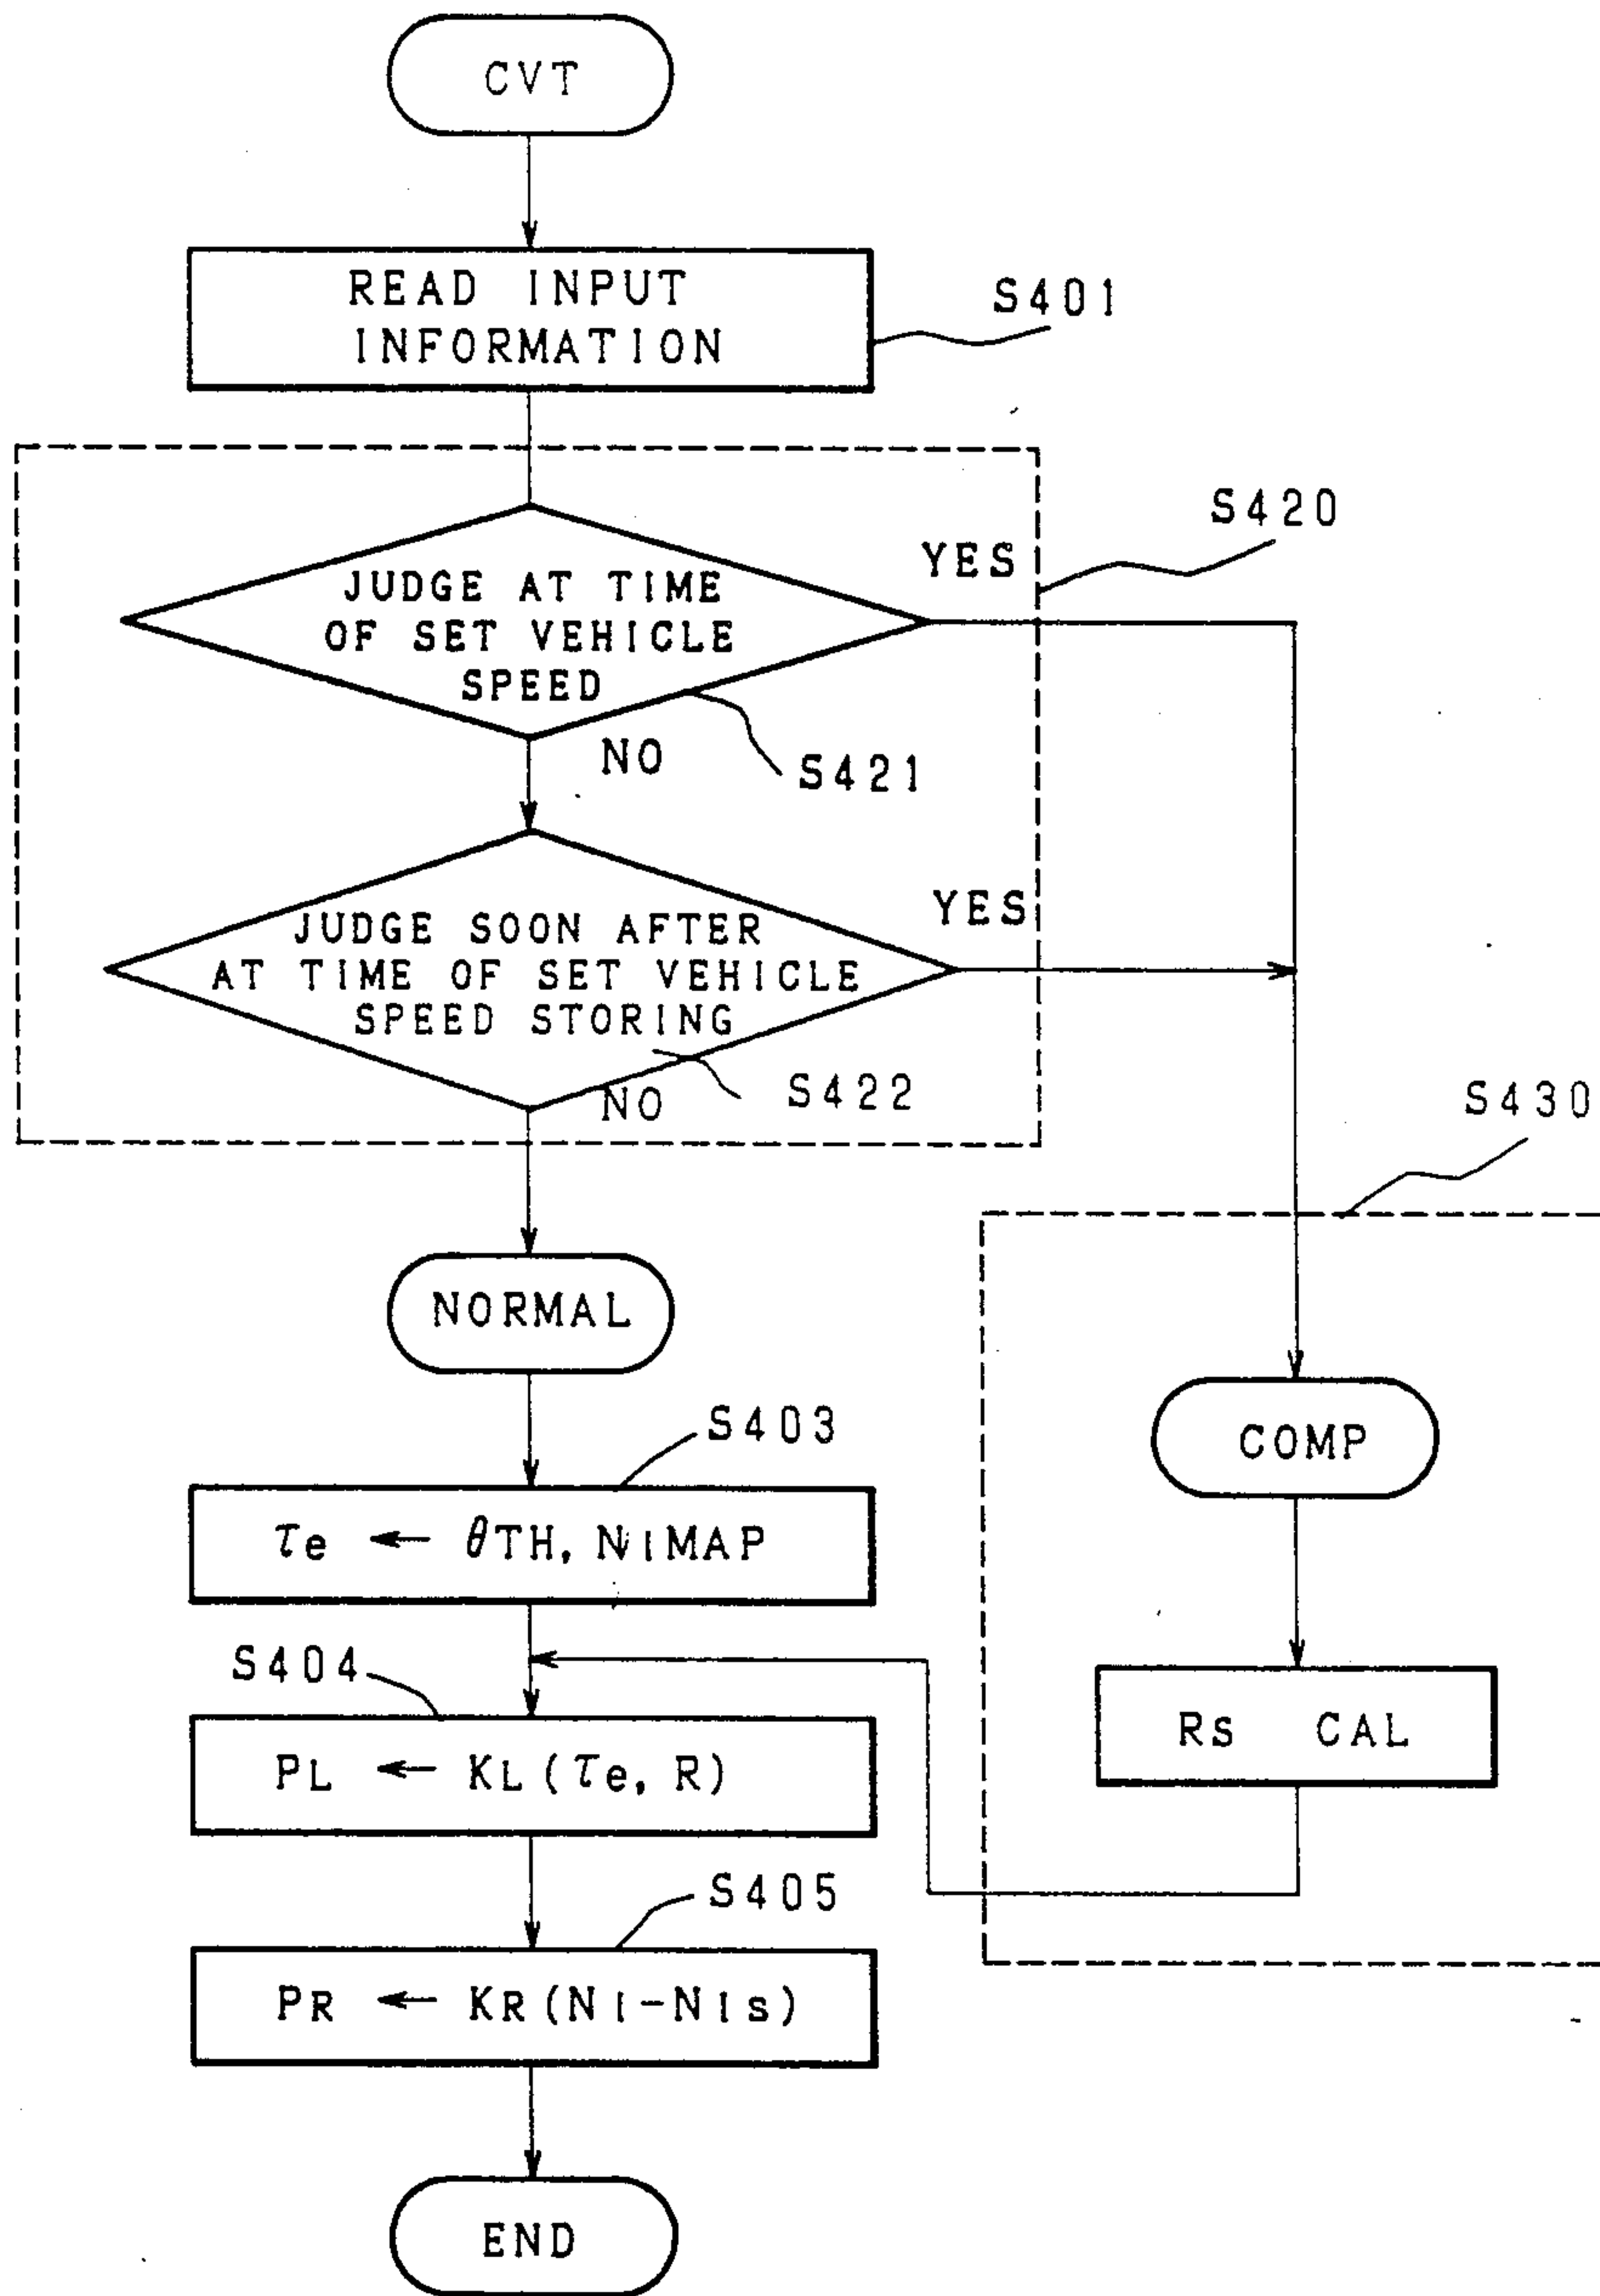 CVT
READ INPUT
INFORMATION
S401
S420
YES
JUDGE AT TIME
OF SET VEHICLE
SPEED
NO
S421
YES
JUDGE SOON AFTER
AT TIME OF SET VEHICLE
SPEED STORING
S422
NO
S430
NORMAL
S403
COMP
τe ← θTH, NiMAP
S404
RS CAL
PL ← KL(τe, R)
S405
PR ← KR(Ni-Nis)
END